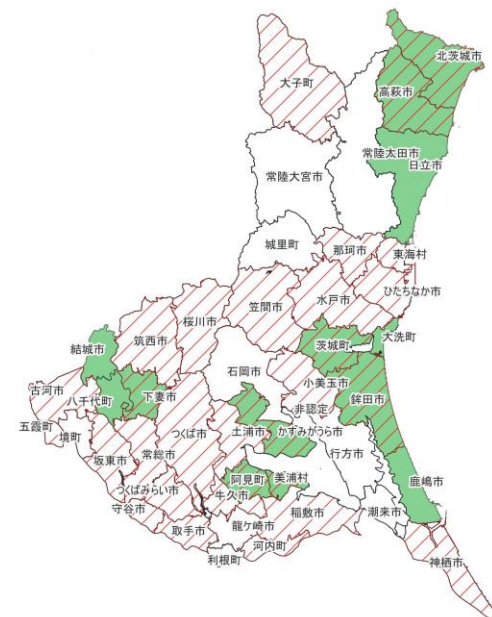 北茨城市
大子町
高萩市
常陸太田市
日立市
常陸大宮市
城里町
那珂市
東海村
ひたちなか市
水戸市
笠間市
桜川市
筑西市
結城市
茨城町
大洗町
石岡市
小美玉市
鉾田市
古河市
八千代町
下妻市
非認定
五霞町
境町
つくば市
土浦市
かすみがうら市
行方市
坂東市
常総市
阿見町
美浦村
鹿嶋市
つくばみらい市
牛久市
稲敷市
潮来市
守谷市
取手市
龍ケ崎市
河内町
利根町
神栖市